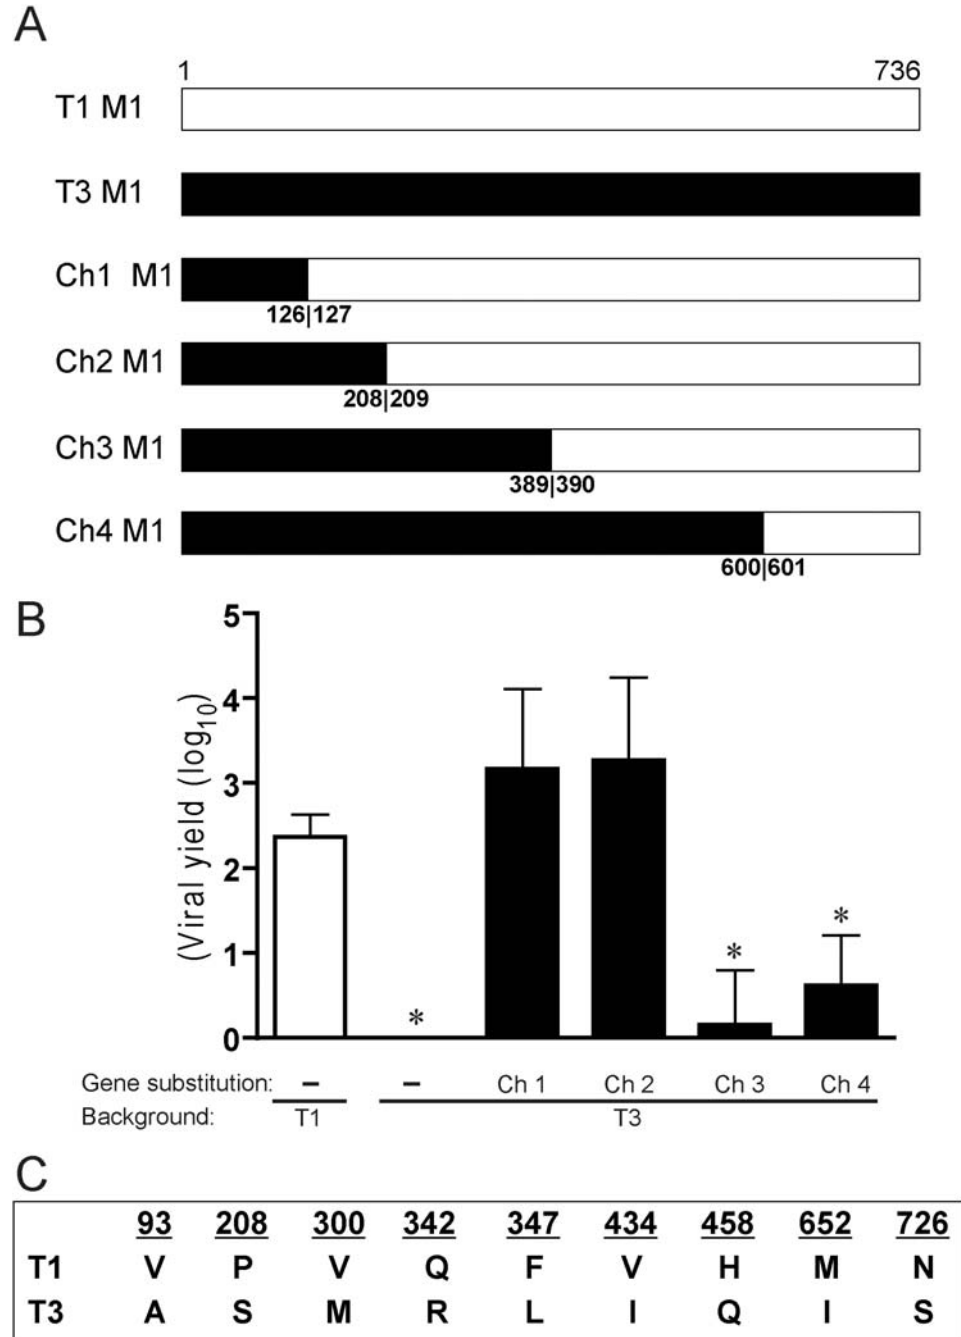 A
1 736
T1 M1
T3 M1
Ch1 M1
126|127
Ch2 M1
208|209
Ch3 M1
389|390
Ch4 M1
600|601
B
(Viral yield (log10)
5
4
3
2
1
0
* * *
Gene substitution: – – Ch 1 Ch 2 Ch 3 Ch 4
Background: T1 T3
C
93 208 300 342 347 434 458 652 726
T1 V P V Q F V H M N
T3 A S M R L I Q I S